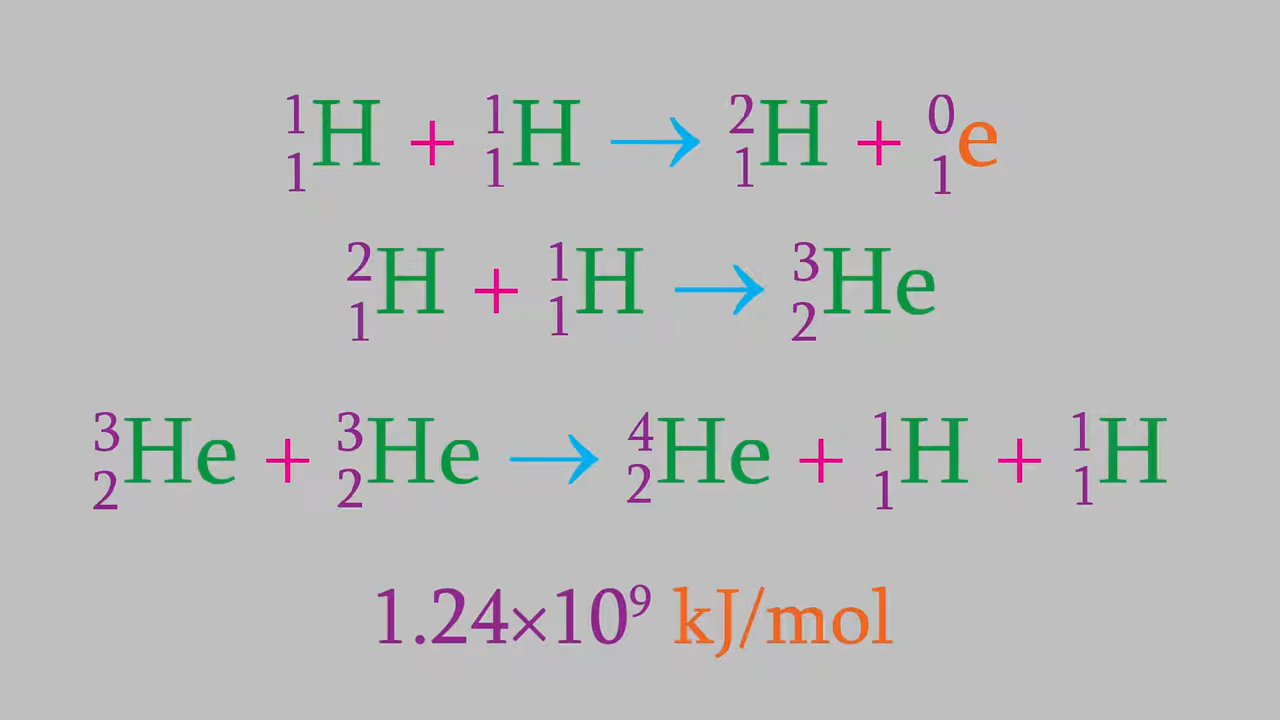 ¹₁H + ¹₁H → ²₁H + ⁰₁e
²₁H + ¹₁H → ³₂He
³₂He + ³₂He → ⁴₂He + ¹₁H + ¹₁H
1.24×10⁹ kJ/mol